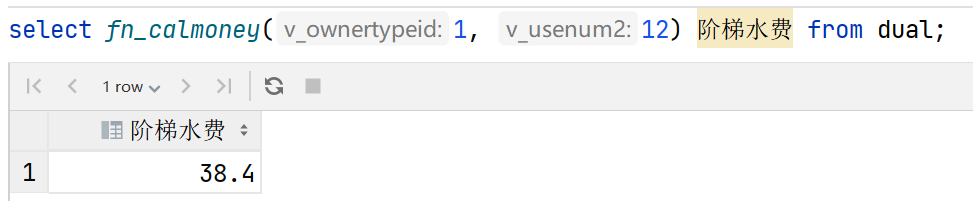 select fn_calmoney( v_ownertypeid: 1, v_usenum2: 12) 阶梯水费 from dual;
1 row
阶梯水费
1 38.4